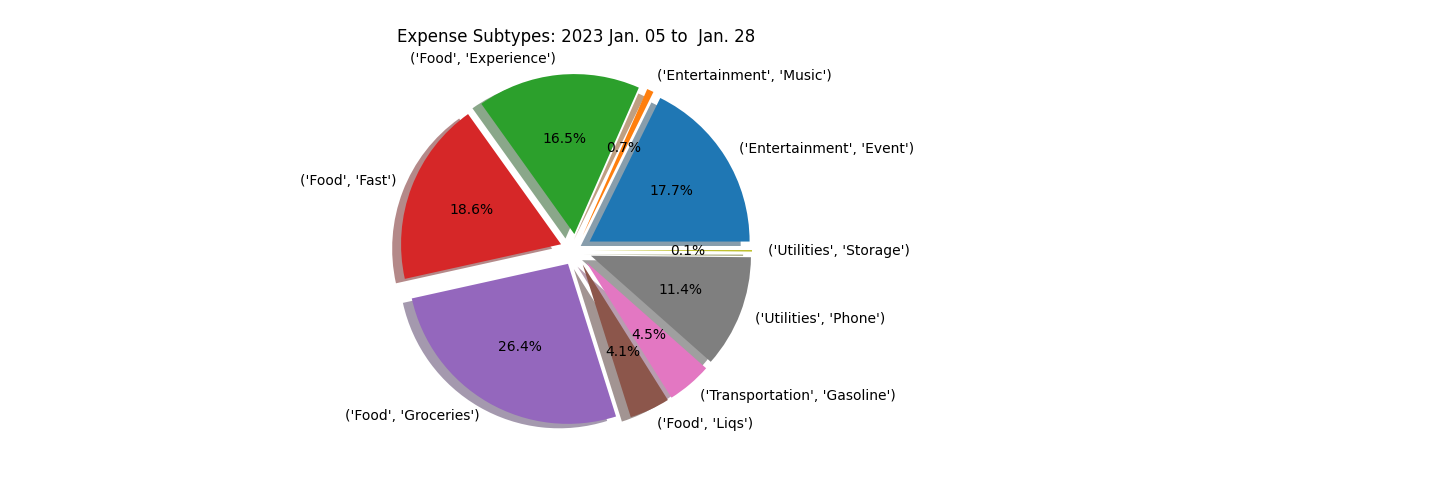 Expense Subtypes: 2023 Jan. 05 to  Jan. 28
('Food', 'Experience')
('Entertainment', 'Music')
16.5%
0.7%
('Entertainment', 'Event')
('Food', 'Fast')
17.7%
18.6%
0.1%
('Utilities', 'Storage')
11.4%
('Utilities', 'Phone')
4.5%
26.4%
4.1%
('Transportation', 'Gasoline')
('Food', 'Groceries')
('Food', 'Liqs')